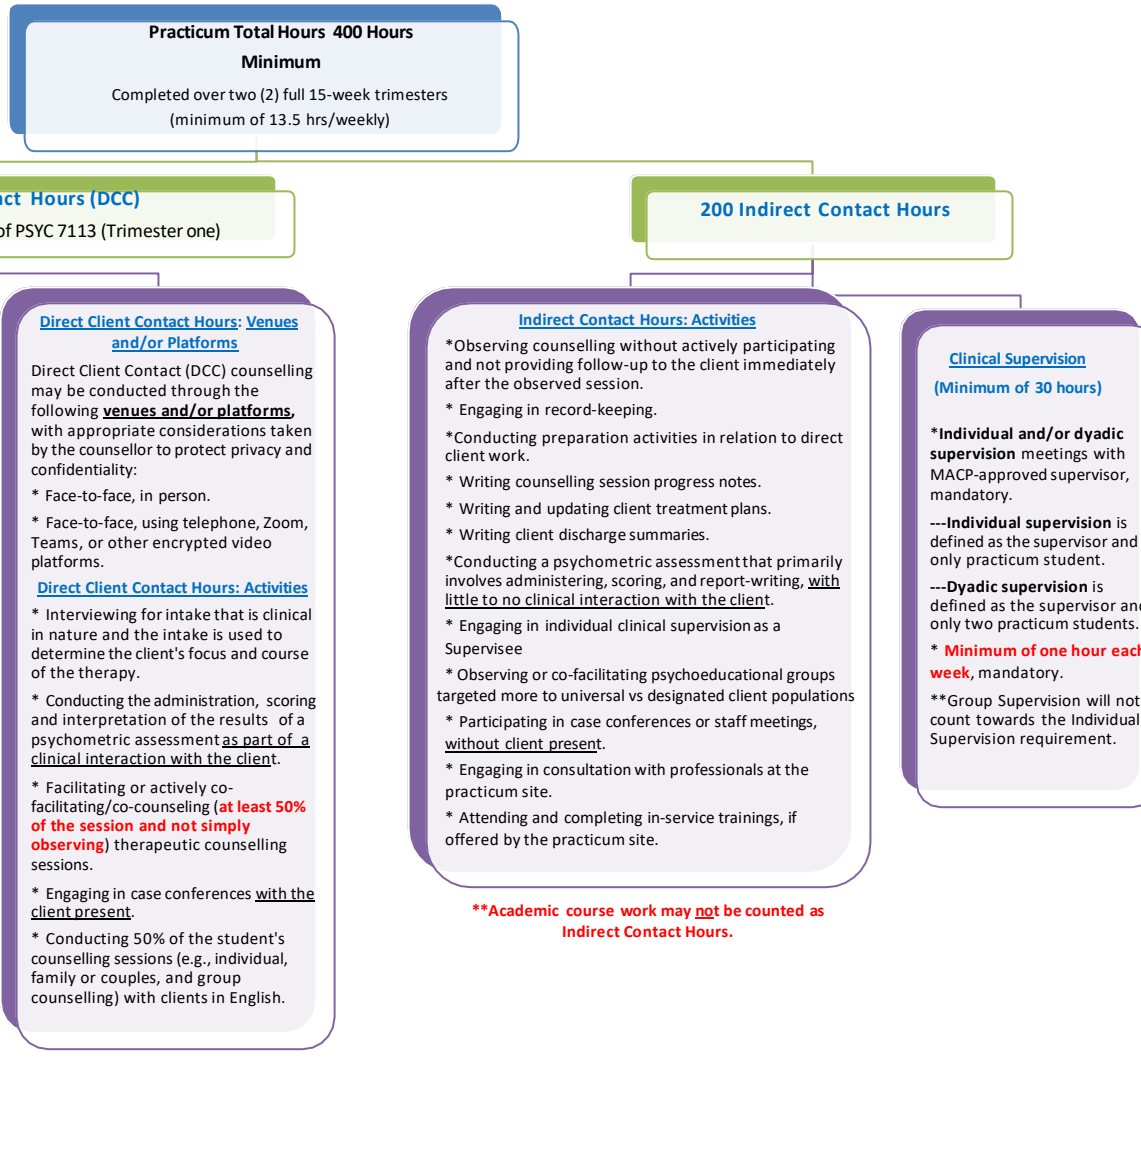 Practicum Total Hours 400 Hours
Minimum
Completed over two (2) full 15-week trimesters
(minimum of 13.5 hrs/weekly)
Hours (DCC)
of PSYC 7113 (Trimester one)
200 Indirect Contact Hours
Direct Client Contact Hours: Venues
and/or Platforms
Direct Client Contact (DCC) counselling
may be conducted through the
following venues and/or platforms,
with appropriate considerations taken
by the counsellor to protect privacy and
confidentiality:
* Face-to-face, in person.
* Face-to-face, using telephone, Zoom,
Teams, or other encrypted video
platforms.
Direct Client Contact Hours: Activities
* Interviewing for intake that is clinical
in nature and the intake is used to
determine the client's focus and course
of the therapy.
* Conducting the administration, scoring
and interpretation of the results of a
psychometric assessment as part of a
clinical interaction with the client.
* Facilitating or actively co-
facilitating/co-counseling (at least 50%
of the session and not simply
observing) therapeutic counselling
sessions.
* Engaging in case conferences with the
client present.
* Conducting 50% of the student's
counselling sessions (e.g., individual,
family or couples, and group
counselling) with clients in English.
Indirect Contact Hours: Activities
*Observing counselling without actively participating
and not providing follow-up to the client immediately
after the observed session.
* Engaging in record-keeping.
*Conducting preparation activities in relation to direct
client work.
* Writing counselling session progress notes.
* Writing and updating client treatment plans.
* Writing client discharge summaries.
*Conducting a psychometric assessment that primarily
involves administering, scoring, and report-writing, with
little to no clinical interaction with the client.
* Engaging in individual clinical supervision as a
Supervisee
* Observing or co-facilitating psychoeducational groups
targeted more to universal vs designated client populations
* Participating in case conferences or staff meetings,
without client present.
* Engaging in consultation with professionals at the
practicum site.
* Attending and completing in-service trainings, if
offered by the practicum site.
**Academic course work may not be counted as
Indirect Contact Hours.
Clinical Supervision
(Minimum of 30 hours)
*Individual and/or dyadic
supervision meetings with
MACP-approved supervisor,
mandatory.
---Individual supervision is
defined as the supervisor and
only practicum student.
---Dyadic supervision is
defined as the supervisor and
only two practicum students.
* Minimum of one hour each
week, mandatory.
**Group Supervision will not
count towards the Individual
Supervision requirement.